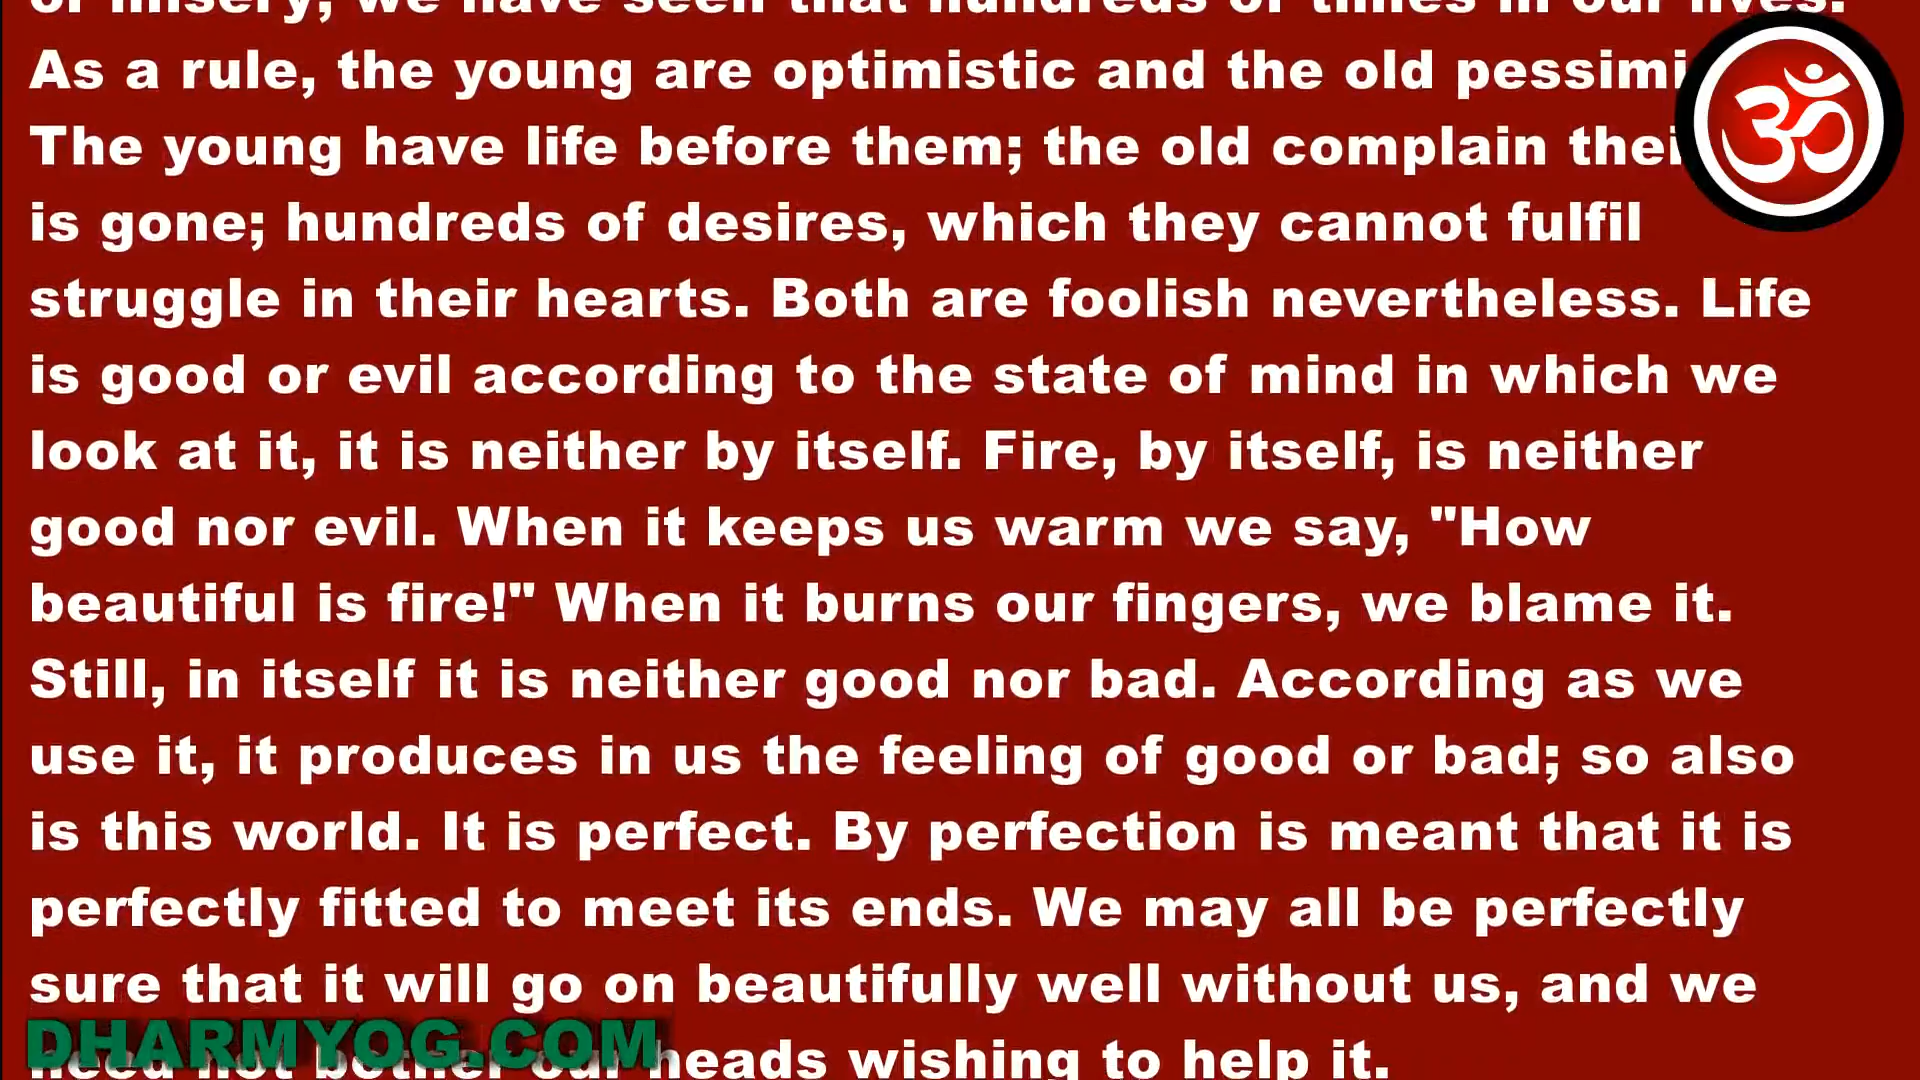 or misery, we have seen that hundreds of times in our lives.
As a rule, the young are optimistic and the old
The young have life before them; the old complain
is gone; hundreds of desires, which they cannot fulfil
struggle in their hearts. Both are foolish nevertheless. Life
is good or evil according to the state of mind in which we
look at it, it is neither by itself. Fire, by itself, is neither
good nor evil. When it keeps us warm we say, "How
beautiful is fire!" When it burns our fingers, we blame it.
Still, in itself it is neither good nor bad. According as we
use it, it produces in us the feeling of good or bad; so also
is this world. It is perfect. By perfection is meant that it is
perfectly fitted to meet its ends. We may all be perfectly
sure that it will go on beautifully well without us, and we
need not bother our heads wishing to help it.
ॐ
DHARMYOG.COM